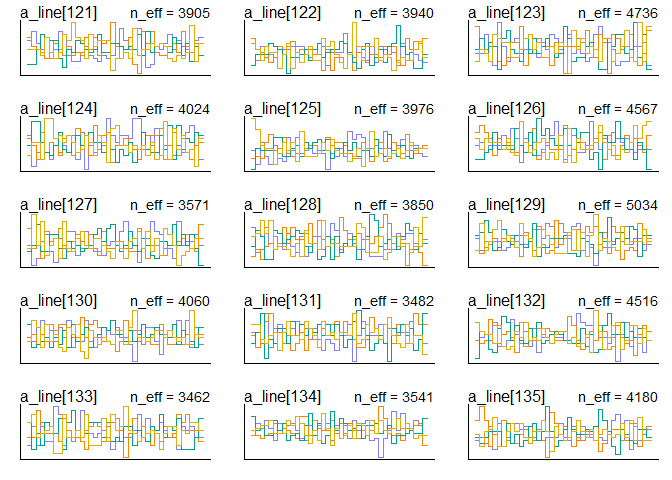 a_line[121] n_eff = 3905 a_line[122] n_eff = 3940 a_line[123] n_eff = 4736
a_line[124] n_eff = 4024 a_line[125] n_eff = 3976 a_line[126] n_eff = 4567
a_line[127] n_eff = 3571 a_line[128] n_eff = 3850 a_line[129] n_eff = 5034
a_line[130] n_eff = 4060 a_line[131] n_eff = 3482 a_line[132] n_eff = 4516
a_line[133] n_eff = 3462 a_line[134] n_eff = 3541 a_line[135] n_eff = 4180